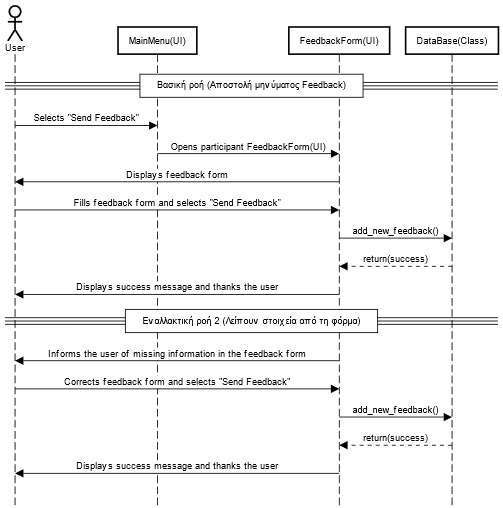 User
MainMenu(UI)
FeedbackForm(UI)
DataBase(Class)
Βασική ροή (Αποστολή μηνύματος Feedback)
Selects "Send Feedback"
Opens participant FeedbackForm(UI)
Displays feedback form
Fills feedback form and selects "Send Feedback"
add_new_feedback()
return(success)
Displays success message and thanks the user
Εναλλακτική ροή 2 (Λείπουν στοιχεία από τη φόρμα)
Informs the user of missing information in the feedback form
Corrects feedback form and selects "Send Feedback"
add_new_feedback()
return(success)
Displays success message and thanks the user